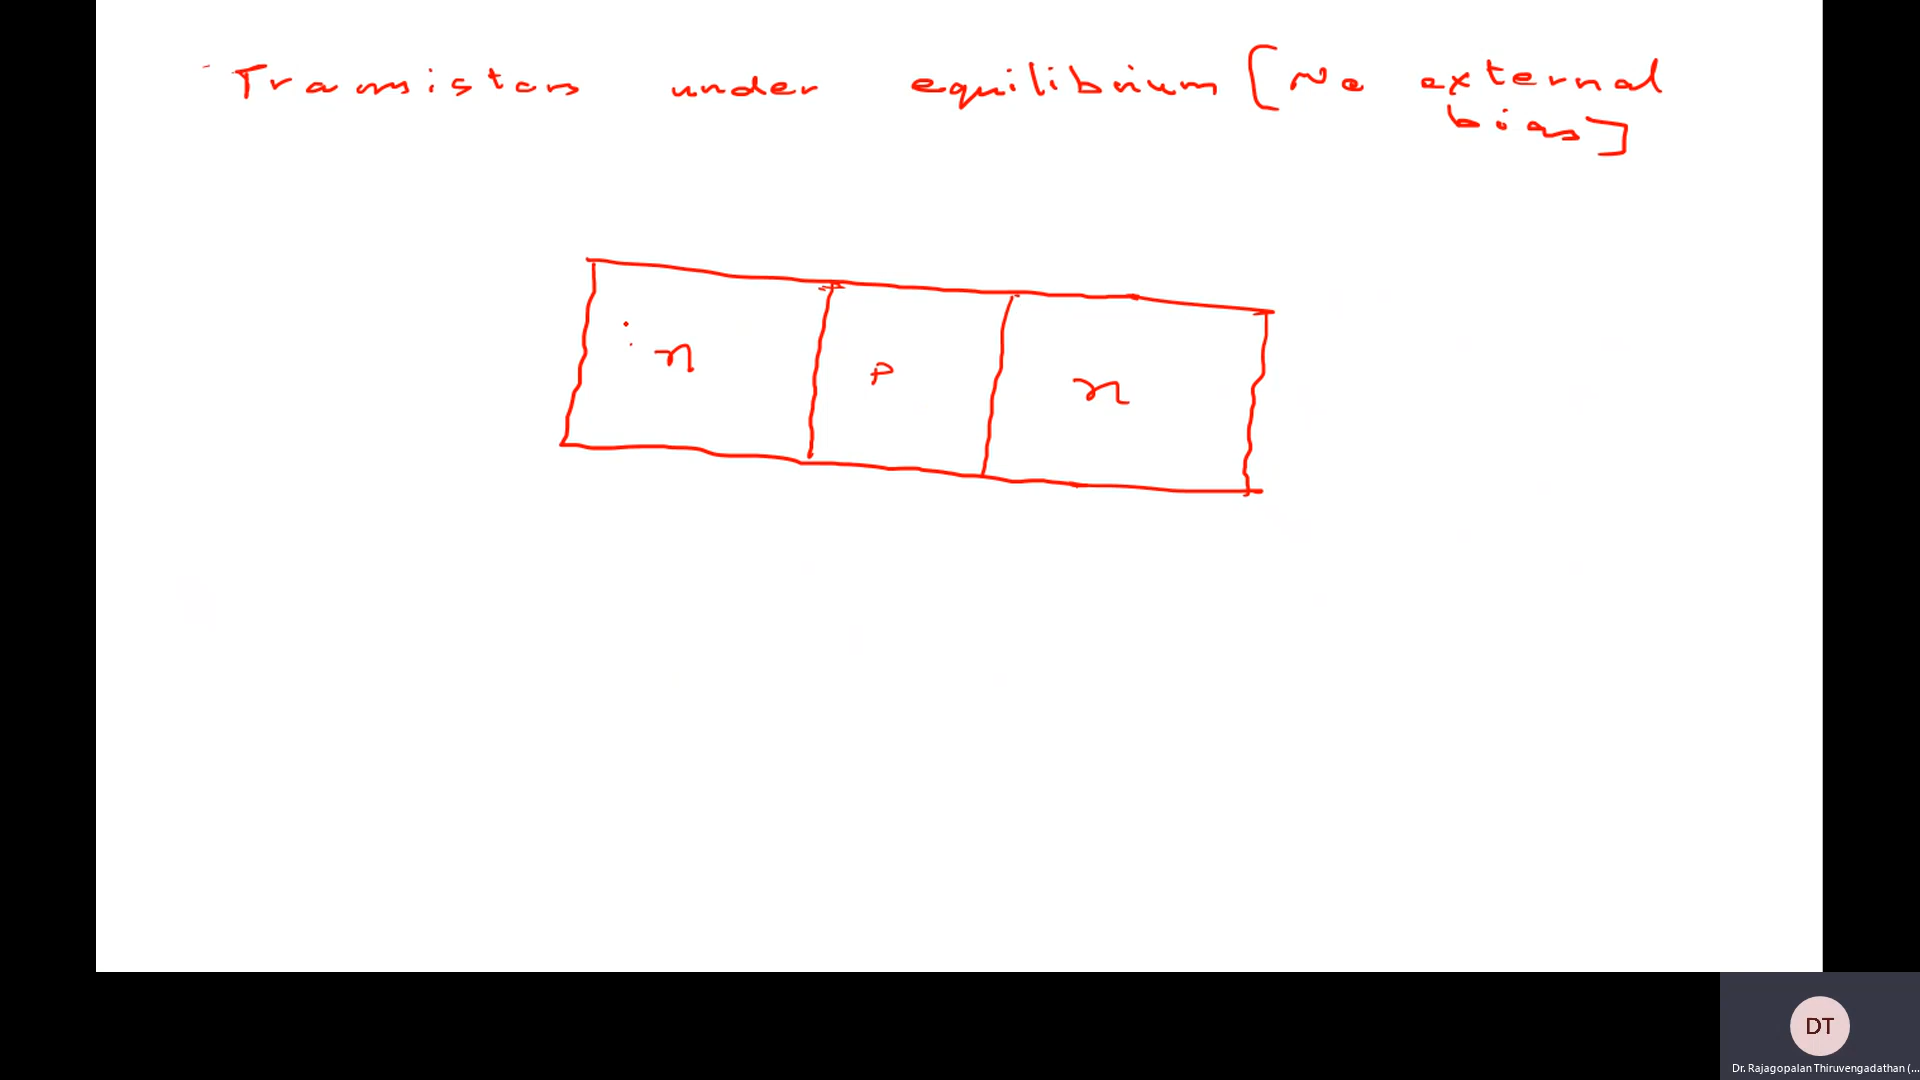 Transistors under equilibrium [No external
bias]
n p n
DT
Dr. Rajagopalan Thiruvengadathan (...